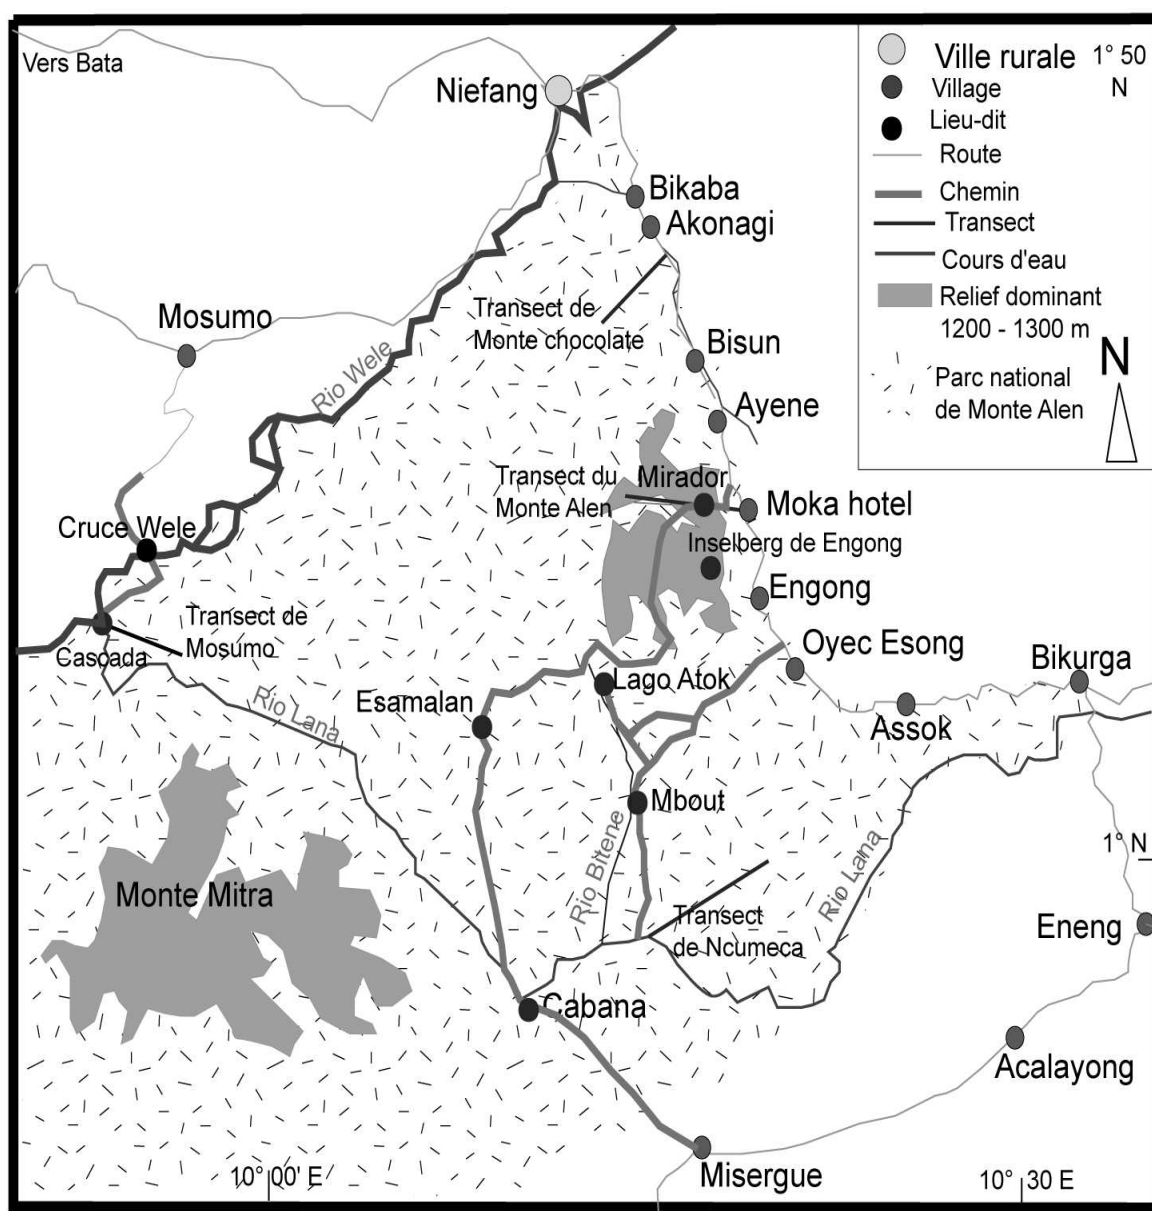 Vers Bata
Niefang
Ville rurale
1° 50
N
Village
Lieu-dit
Route
Chemin
Transect
Cours d'eau
Relief dominant
1200 - 1300 m
Parc national
de Monte Alen
N
Bikaba
Akonagi
Transect de
Monte chocolate
Mosumo
Rio Wele
Bisun
Ayene
Transect du
Monte Alen
Mirador
Moka hotel
Cruce Wele
Inselberg de Engong
Engong
Transect de
Mosumo
Cascada
Oyec Esong
Bikurga
Lago Atok
Esamalan
Rio Lana
Assok
Mbout
Rio Bitene
Rio Lana
1° N
Monte Mitra
Transect
de Ncumeca
Eneng
Cabana
Acalayong
Misergue
10° 00' E
10° 30 E